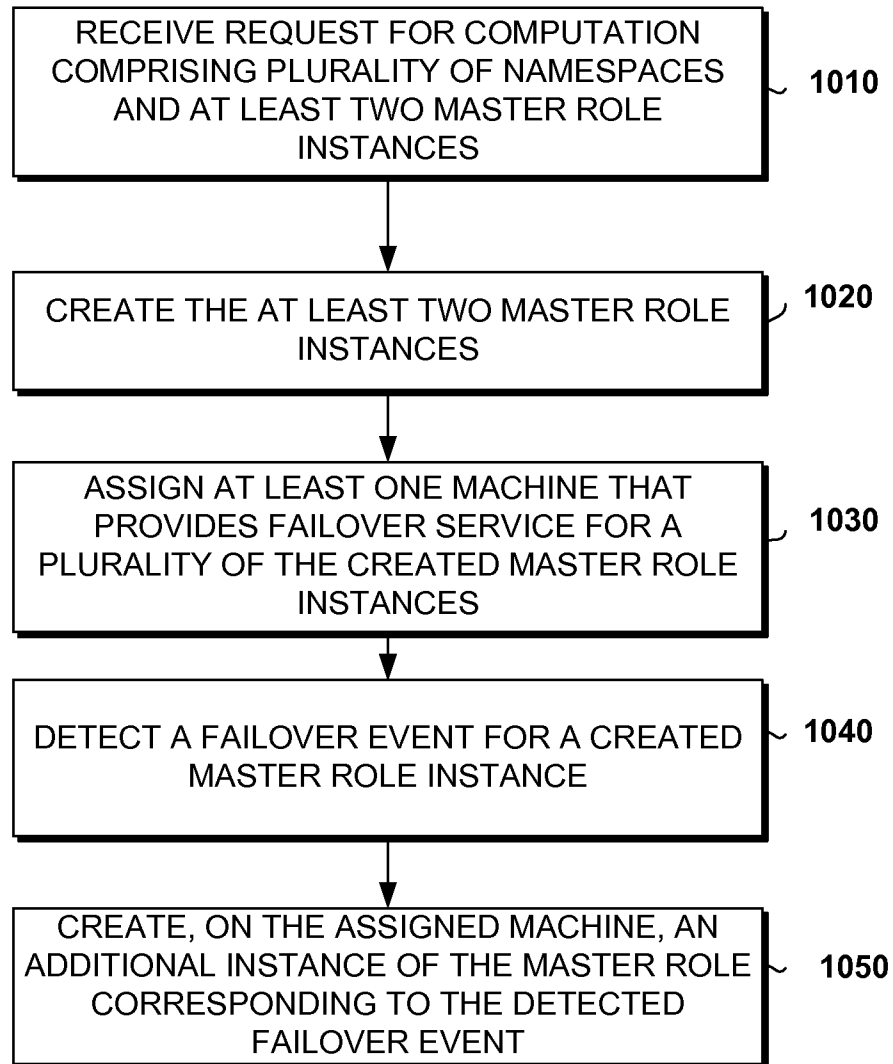 RECEIVE REQUEST FOR COMPUTATION
COMPRISING PLURALITY OF NAMESPACES
AND AT LEAST TWO MASTER ROLE
INSTANCES
1010
CREATE THE AT LEAST TWO MASTER ROLE
INSTANCES
1020
ASSIGN AT LEAST ONE MACHINE THAT
PROVIDES FAILOVER SERVICE FOR A
PLURALITY OF THE CREATED MASTER ROLE
INSTANCES
1030
DETECT A FAILOVER EVENT FOR A CREATED
MASTER ROLE INSTANCE
1040
CREATE, ON THE ASSIGNED MACHINE, AN
ADDITIONAL INSTANCE OF THE MASTER ROLE
CORRESPONDING TO THE DETECTED
FAILOVER EVENT
1050